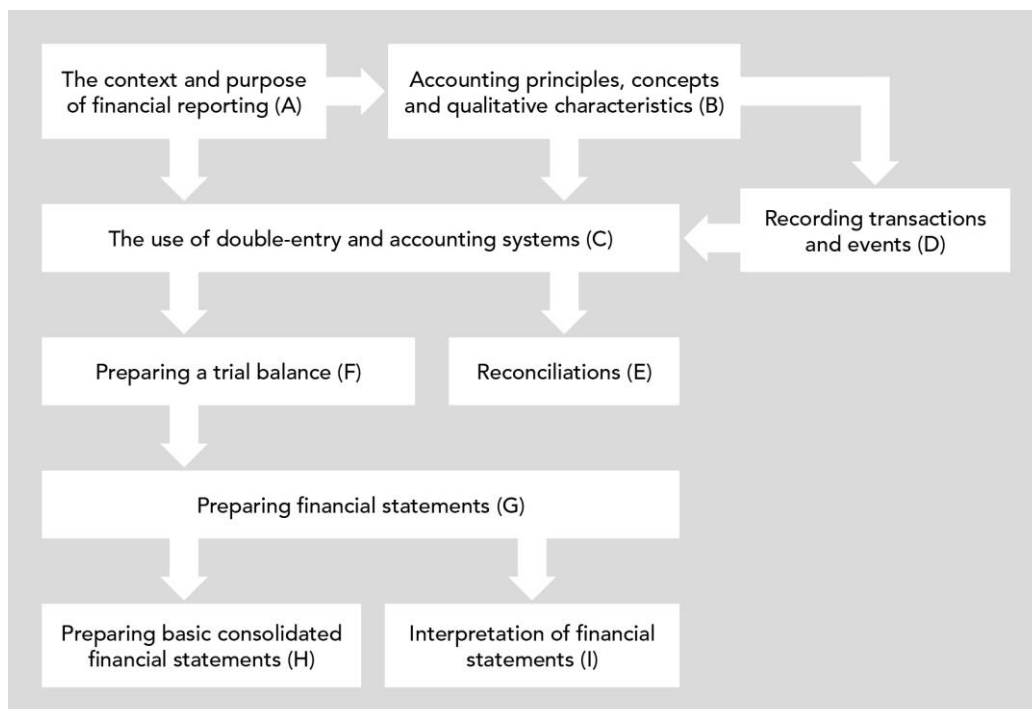 The context and purpose
of financial reporting (A)
Accounting principles, concepts
and qualitative characteristics (B)
The use of double-entry and accounting systems (C)
Recording transactions
and events (D)
Preparing a trial balance (F)
Reconciliations (E)
Preparing financial statements (G)
Preparing basic consolidated
financial statements (H)
Interpretation of financial
statements (I)